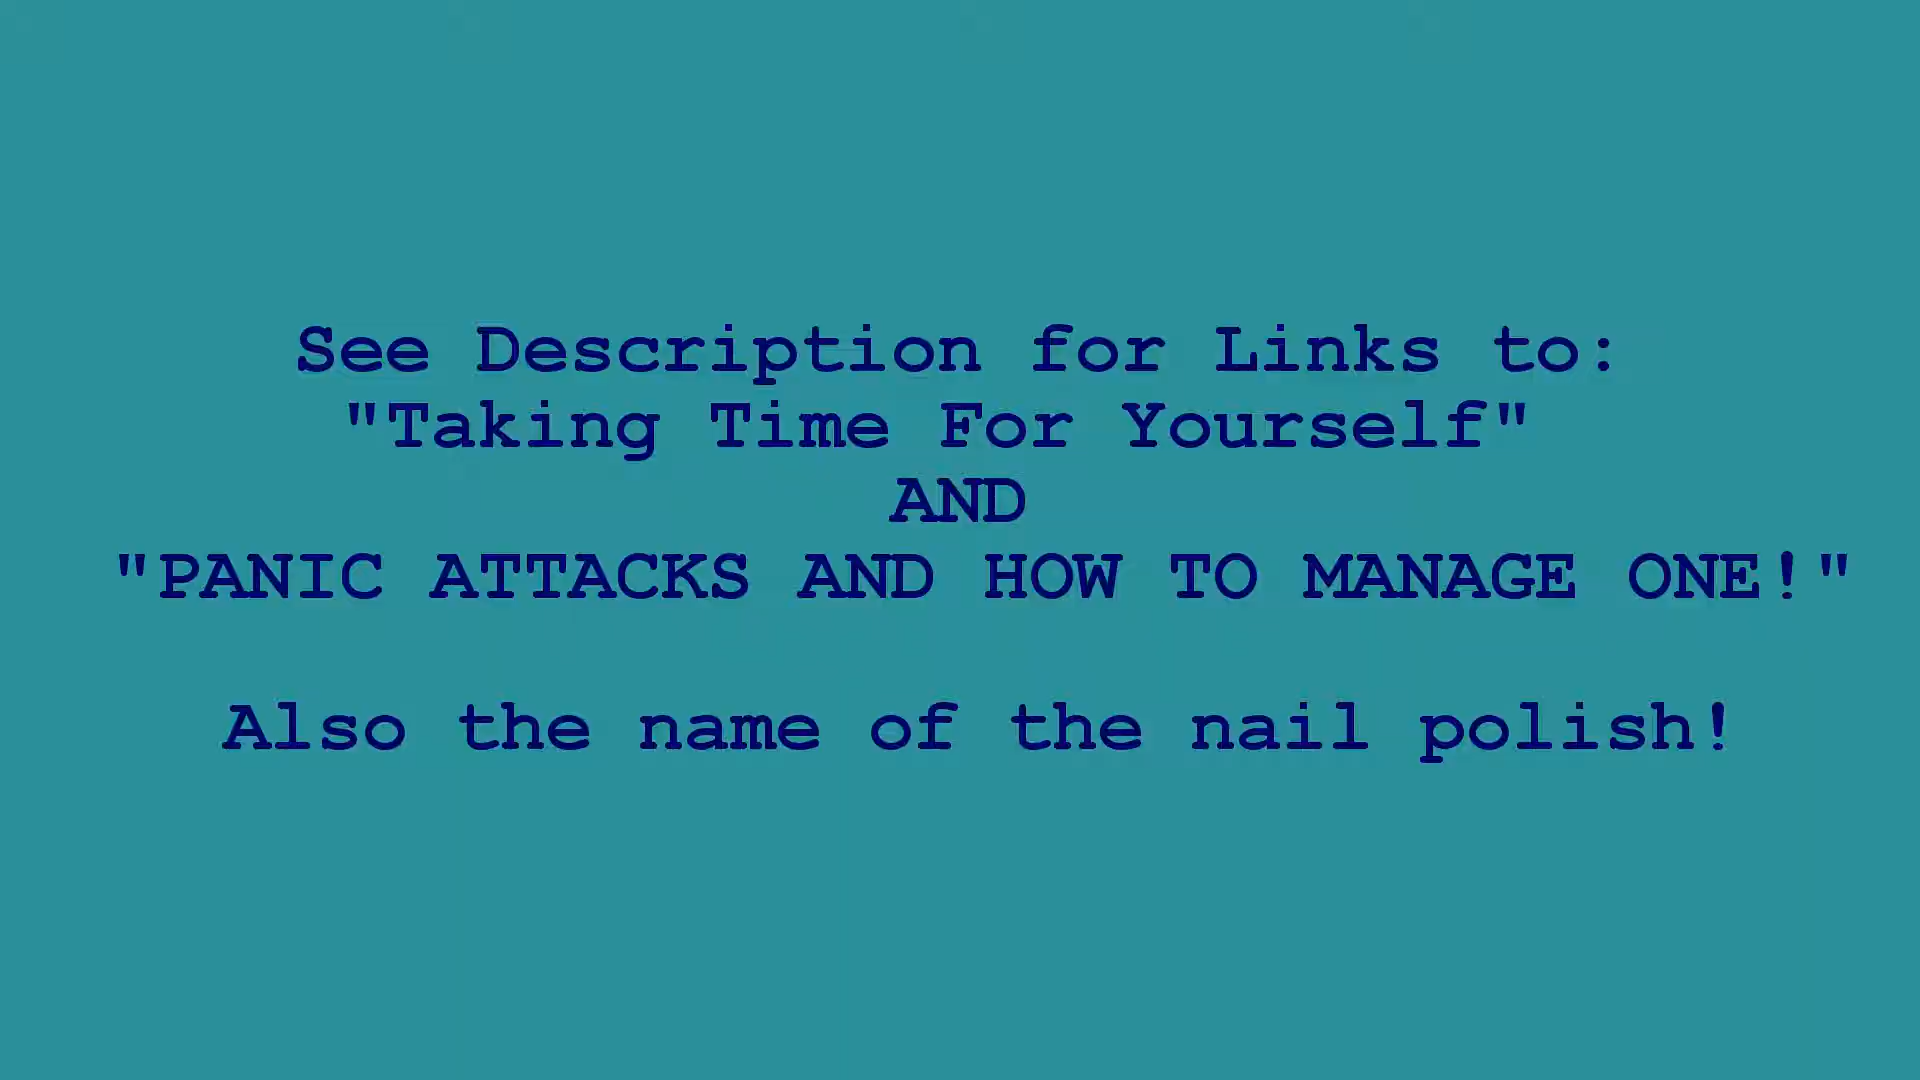 See Description for Links to:
"Taking Time For Yourself"
AND
"PANIC ATTACKS AND HOW TO MANAGE ONE!"
Also the name of the nail polish!